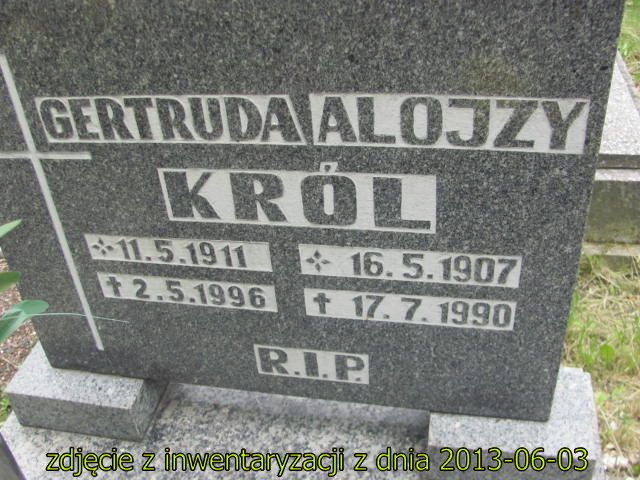 GERTRUDA ALOJZY
KRÓL
11.5.1911 16.5.1907
✝ 2.5.1996 ✝ 17.7.1990
R.I.P.
zdjęcie z inwentaryzacji z dnia 2013-06-03